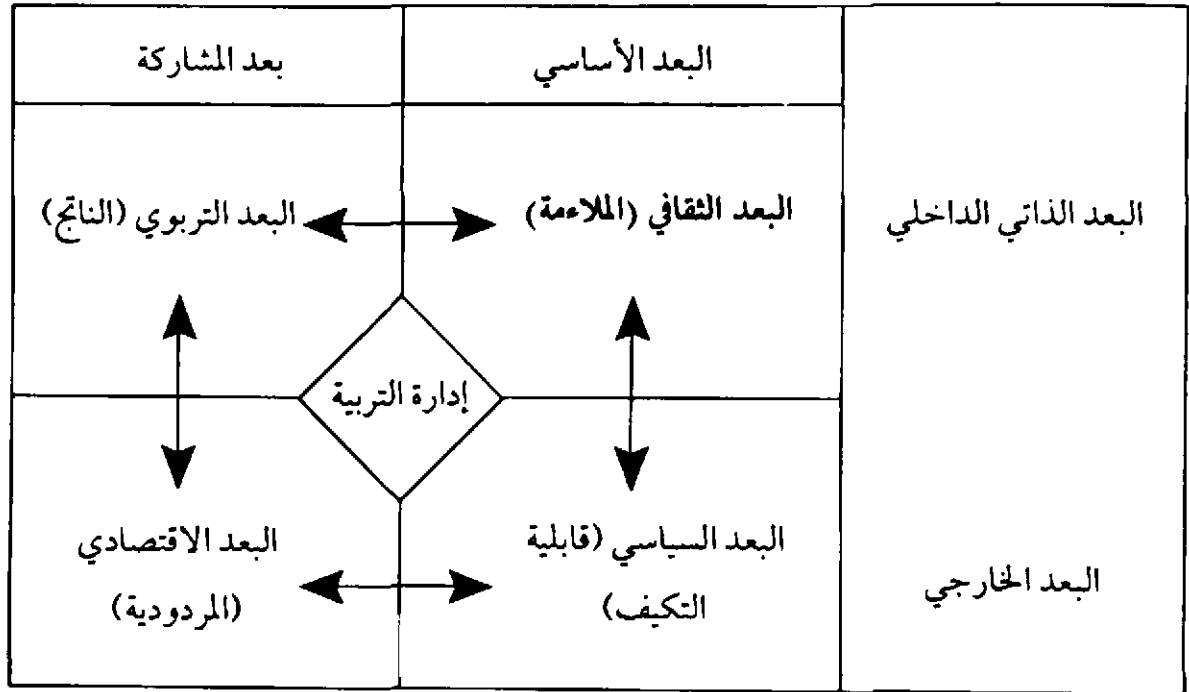 البعد الأساسي
بعد المشاركة
البعد الذاتي الداخلي
البعد الثقافي (الملاءمة)
البعد التربوي (الناتج)
إدارة التربية
البعد الخارجي
البعد السياسي (قابلية
التكيف)
البعد الاقتصادي
(المردودية)